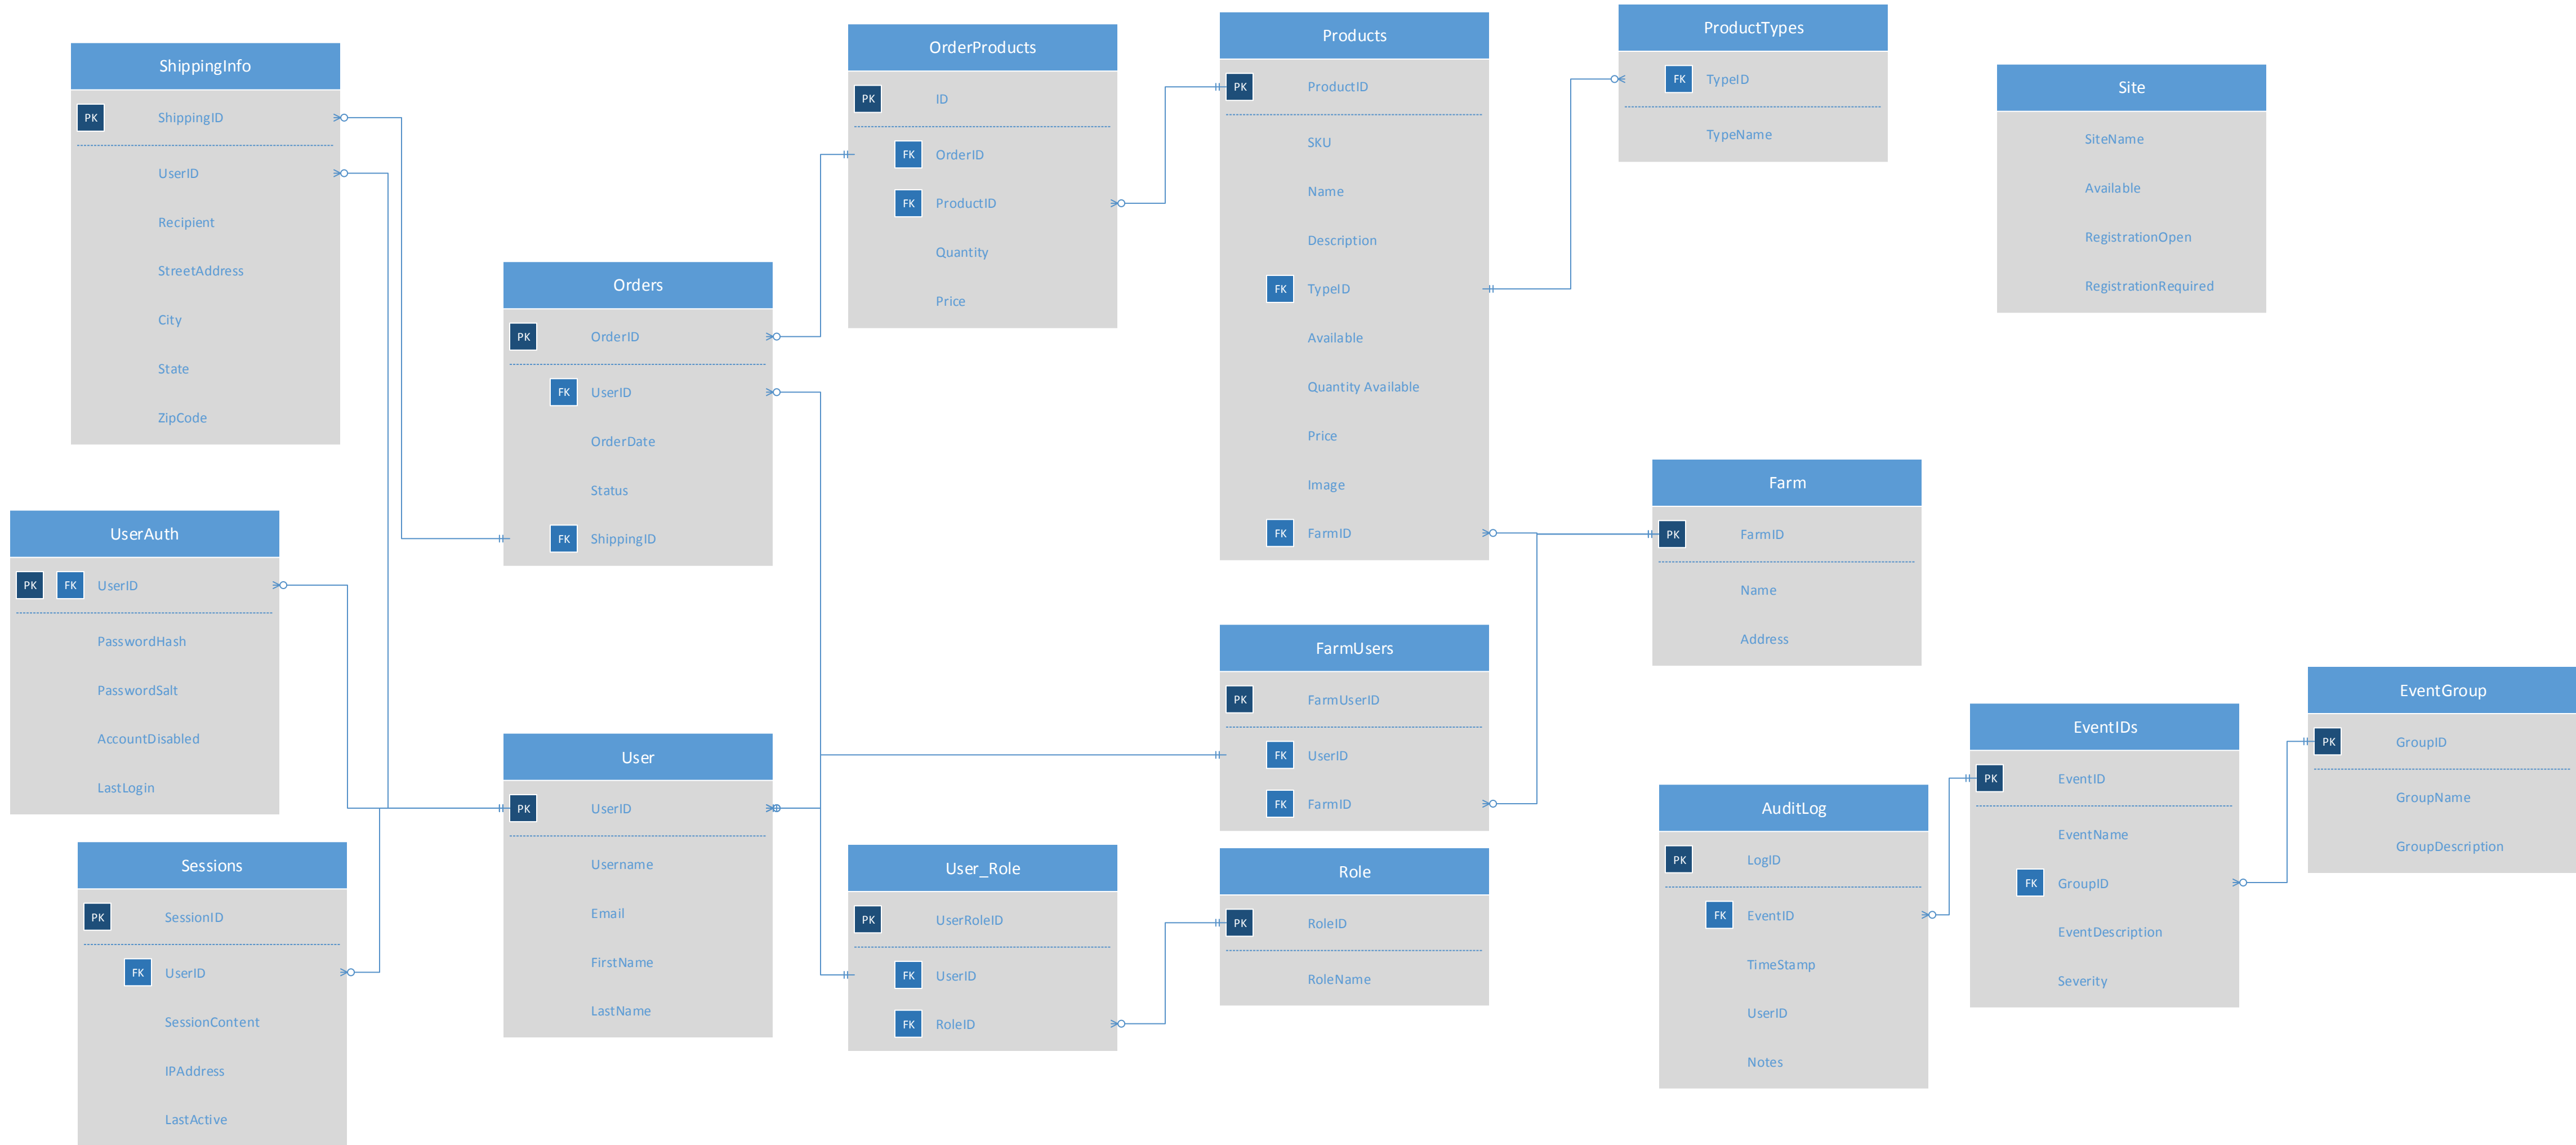 ShippingInfo
PK ShippingID
UserID
Recipient
StreetAddress
City
State
ZipCode
UserAuth
PK FK UserID
PasswordHash
PasswordSalt
AccountDisabled
LastLogin
Sessions
PK SessionID
FK UserID
SessionContent
IPAddress
LastActive
Orders
PK OrderID
FK UserID
OrderDate
Status
FK ShippingID
User
PK UserID
Username
Email
FirstName
LastName
OrderProducts
PK ID
FK OrderID
FK ProductID
Quantity
Price
User_Role
PK UserRoleID
FK UserID
FK RoleID
Products
PK ProductID
SKU
Name
Description
FK TypeID
Available
Quantity Available
Price
Image
FK FarmID
FarmUsers
PK FarmUserID
FK UserID
FK FarmID
Role
PK RoleID
RoleName
ProductTypes
FK TypeID
TypeName
Farm
PK FarmID
Name
Address
AuditLog
PK LogID
FK EventID
TimeStamp
UserID
Notes
Site
SiteName
Available
RegistrationOpen
RegistrationRequired
EventIDs
PK EventID
EventName
FK GroupID
EventDescription
Severity
EventGroup
PK GroupID
GroupName
GroupDescription